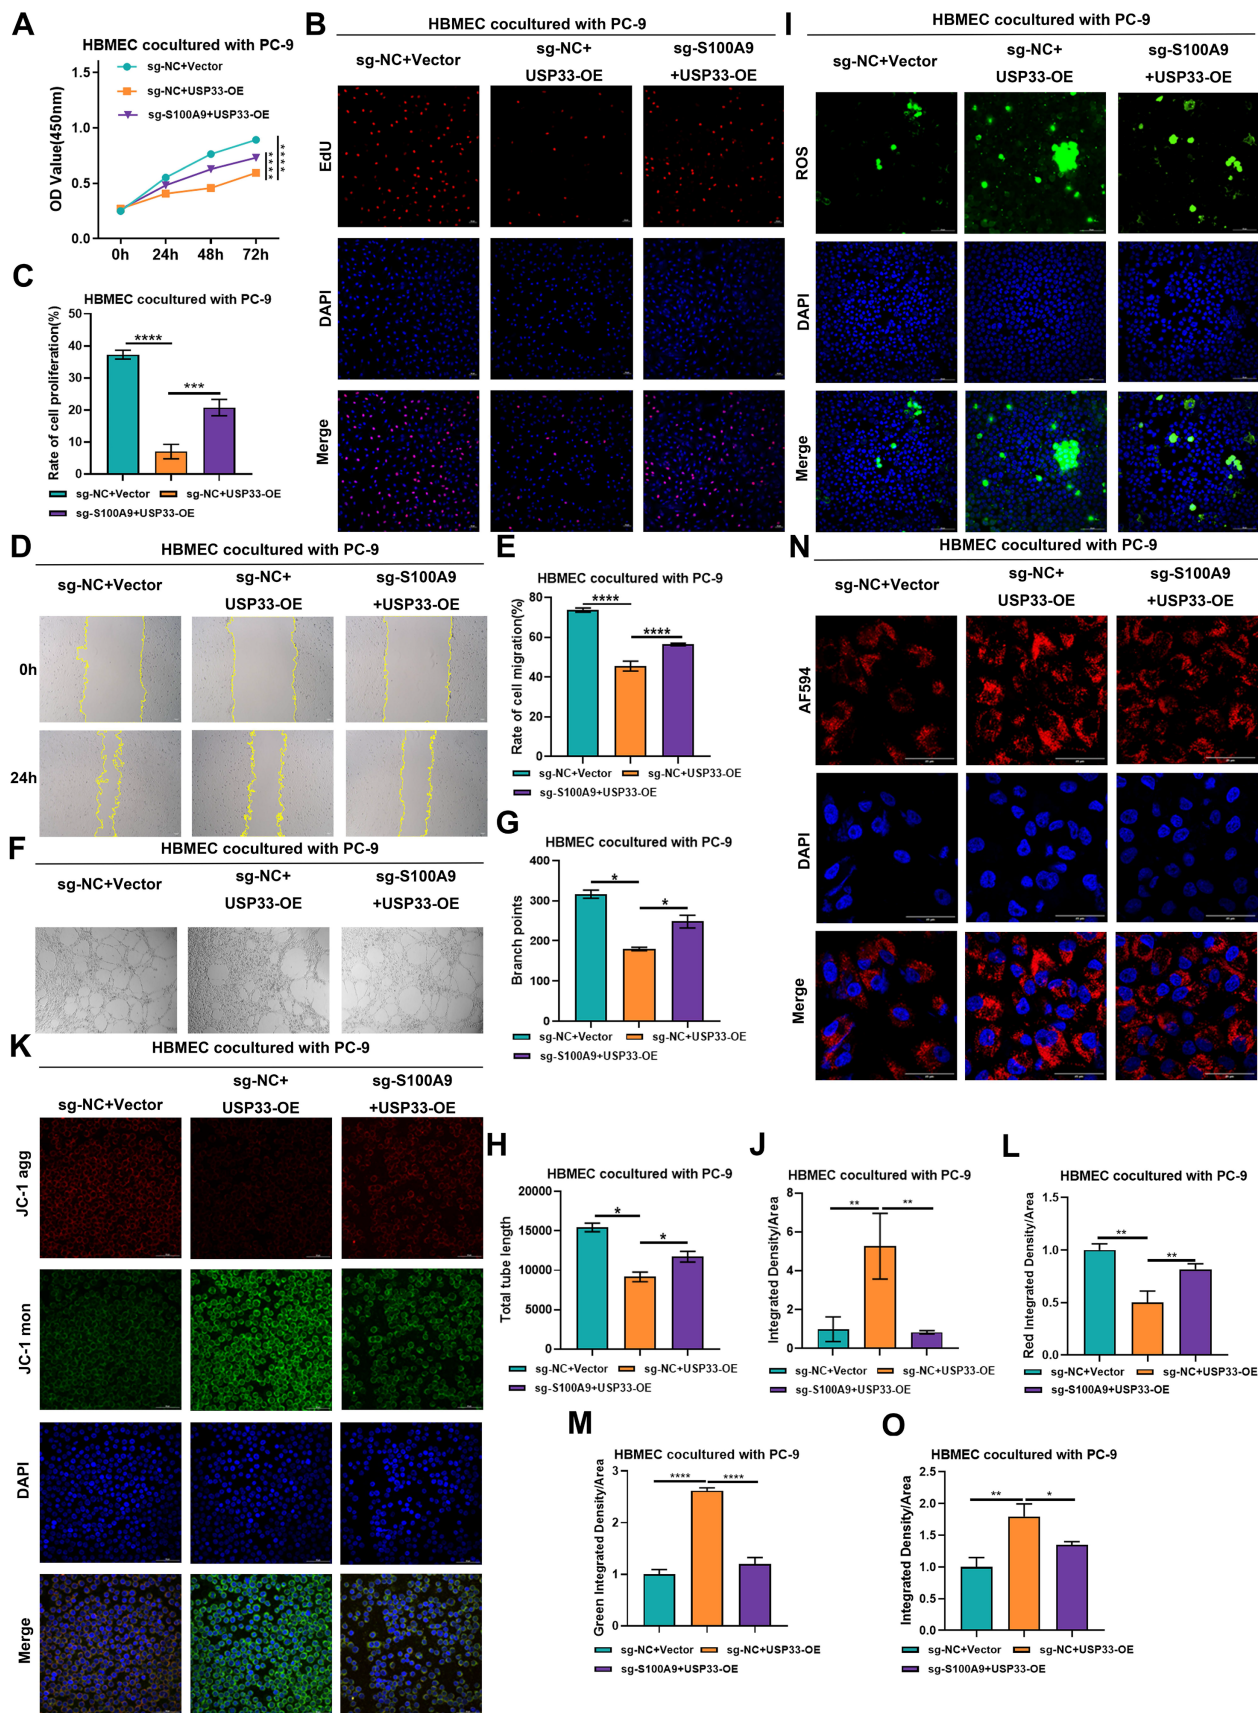 A
HBMEC cocultured with PC-9
sg-NC+Vector
sg-NC+USP33-OE
sg-S100A9+USP33-OE
OD Value(450nm)
1.5
1.0
0.5
0.0
0h 24h 48h 72h
****
****
B
HBMEC cocultured with PC-9
sg-NC+Vector
sg-NC+
USP33-OE
sg-S100A9
+USP33-OE
EdU
DAPI
Merge
I
HBMEC cocultured with PC-9
sg-NC+Vector
sg-NC+
USP33-OE
sg-S100A9
+USP33-OE
ROS
DAPI
Merge
C
HBMEC cocultured with PC-9
Rate of cell proliferation(%)
50
40
30
20
10
0
****
***
sg-NC+Vector sg-NC+USP33-OE
sg-S100A9+USP33-OE
D
HBMEC cocultured with PC-9
sg-NC+Vector
sg-NC+
USP33-OE
sg-S100A9
+USP33-OE
0h
24h
E
HBMEC cocultured with PC-9
Rate of cell migration(%)
80
60
40
20
0
****
****
sg-NC+Vector sg-NC+USP33-OE
sg-S100A9+USP33-OE
N
HBMEC cocultured with PC-9
sg-NC+Vector
sg-NC+
USP33-OE
sg-S100A9
+USP33-OE
AF594
DAPI
Merge
F
HBMEC cocultured with PC-9
sg-NC+Vector
sg-NC+
USP33-OE
sg-S100A9
+USP33-OE
G
HBMEC cocultured with PC-9
Branch points
400
300
200
100
0
*
*
sg-NC+Vector sg-NC+USP33-OE
sg-S100A9+USP33-OE
K
HBMEC cocultured with PC-9
sg-NC+Vector
sg-NC+
USP33-OE
sg-S100A9
+USP33-OE
JC-1 agg
JC-1 mon
DAPI
Merge
H
HBMEC cocultured with PC-9
Total tube length
20000
15000
10000
5000
0
*
*
sg-NC+Vector sg-NC+USP33-OE
sg-S100A9+USP33-OE
J
HBMEC cocultured with PC-9
Integrated Density/Area
8
6
4
2
0
**
**
sg-NC+Vector sg-NC+USP33-OE
sg-S100A9+USP33-OE
L
HBMEC cocultured with PC-9
Red Integrated Density/Area
1.5
1.0
0.5
0.0
**
**
sg-NC+Vector sg-NC+USP33-OE
sg-S100A9+USP33-OE
M
HBMEC cocultured with PC-9
Green Integrated Density/Area
3
2
1
0
****
****
sg-NC+Vector sg-NC+USP33-OE
sg-S100A9+USP33-OE
O
HBMEC cocultured with PC-9
Integrated Density/Area
2.5
2.0
1.5
1.0
0.5
0.0
**
*
sg-NC+Vector sg-NC+USP33-OE
sg-S100A9+USP33-OE